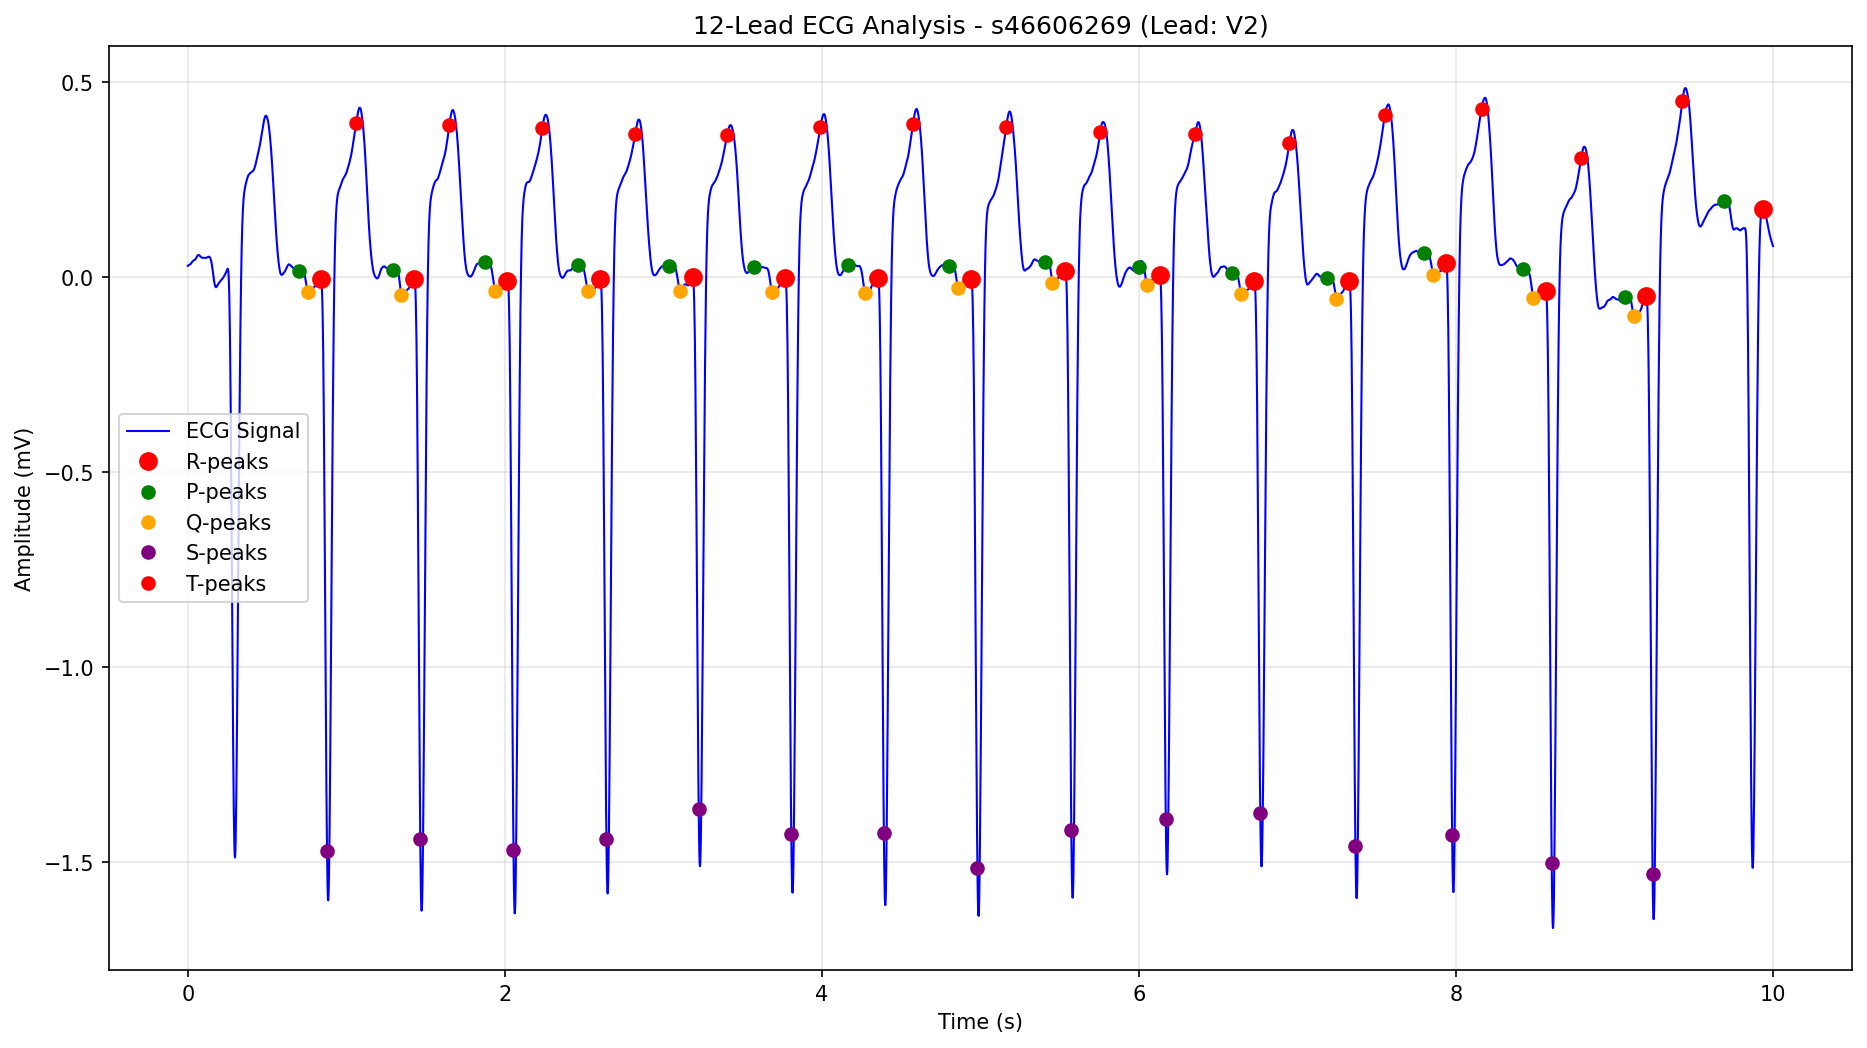 12-Lead ECG Analysis - s46606269 (Lead: V2)
Amplitude (mV)
0.5
0.0
−0.5
−1.0
−1.5
ECG Signal
R-peaks
P-peaks
Q-peaks
S-peaks
T-peaks
0 2 4 6 8 10
Time (s)